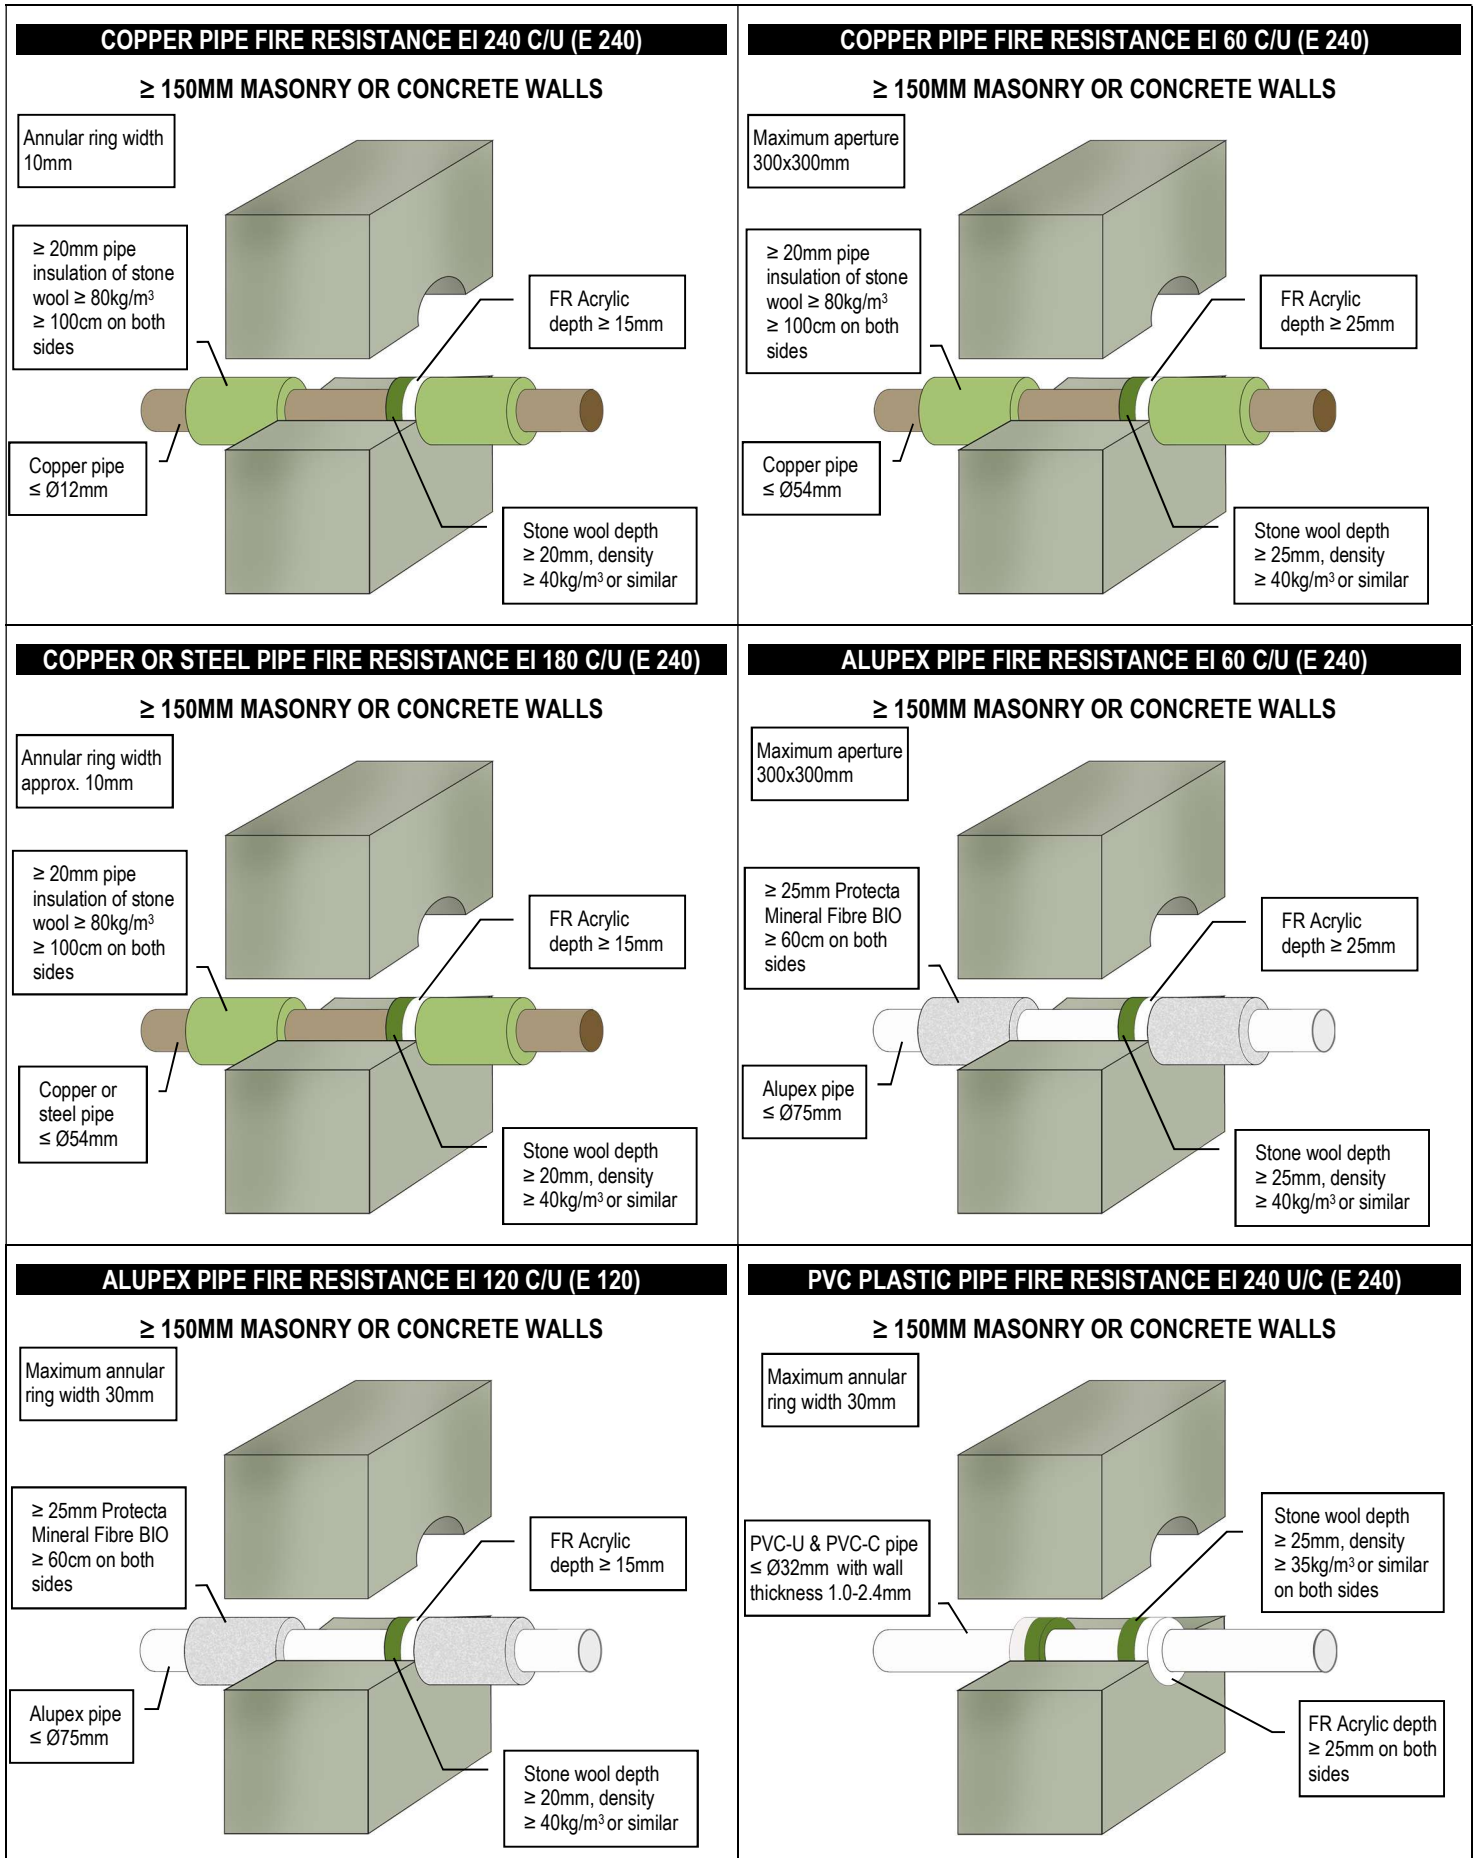 COPPER PIPE FIRE RESISTANCE EI 240 C/U (E 240)
≥ 150MM MASONRY OR CONCRETE WALLS
Annular ring width
10mm
≥ 20mm pipe
insulation of stone
wool ≥ 80kg/m³
≥ 100cm on both
sides
FR Acrylic
depth ≥ 15mm
Copper pipe
≤ Ø12mm
Stone wool depth
≥ 20mm, density
≥ 40kg/m³ or similar
COPPER PIPE FIRE RESISTANCE EI 60 C/U (E 240)
≥ 150MM MASONRY OR CONCRETE WALLS
Maximum aperture
300x300mm
≥ 20mm pipe
insulation of stone
wool ≥ 80kg/m³
≥ 100cm on both
sides
FR Acrylic
depth ≥ 25mm
Copper pipe
≤ Ø54mm
Stone wool depth
≥ 25mm, density
≥ 40kg/m³ or similar
COPPER OR STEEL PIPE FIRE RESISTANCE EI 180 C/U (E 240)
≥ 150MM MASONRY OR CONCRETE WALLS
Annular ring width
approx. 10mm
≥ 20mm pipe
insulation of stone
wool ≥ 80kg/m³
≥ 100cm on both
sides
FR Acrylic
depth ≥ 15mm
Copper or
steel pipe
≤ Ø54mm
Stone wool depth
≥ 20mm, density
≥ 40kg/m³ or similar
ALUPEX PIPE FIRE RESISTANCE EI 60 C/U (E 240)
≥ 150MM MASONRY OR CONCRETE WALLS
Maximum aperture
300x300mm
≥ 25mm Protecta
Mineral Fibre BIO
≥ 60cm on both
sides
FR Acrylic
depth ≥ 25mm
Alupex pipe
≤ Ø75mm
Stone wool depth
≥ 25mm, density
≥ 40kg/m³ or similar
ALUPEX PIPE FIRE RESISTANCE EI 120 C/U (E 120)
≥ 150MM MASONRY OR CONCRETE WALLS
Maximum annular
ring width 30mm
≥ 25mm Protecta
Mineral Fibre BIO
≥ 60cm on both
sides
FR Acrylic
depth ≥ 15mm
Alupex pipe
≤ Ø75mm
Stone wool depth
≥ 20mm, density
≥ 40kg/m³ or similar
PVC PLASTIC PIPE FIRE RESISTANCE EI 240 U/C (E 240)
≥ 150MM MASONRY OR CONCRETE WALLS
Maximum annular
ring width 30mm
PVC-U & PVC-C pipe
≤ Ø32mm with wall
thickness 1.0-2.4mm
Stone wool depth
≥ 25mm, density
≥ 35kg/m³ or similar
on both sides
FR Acrylic depth
≥ 25mm on both
sides